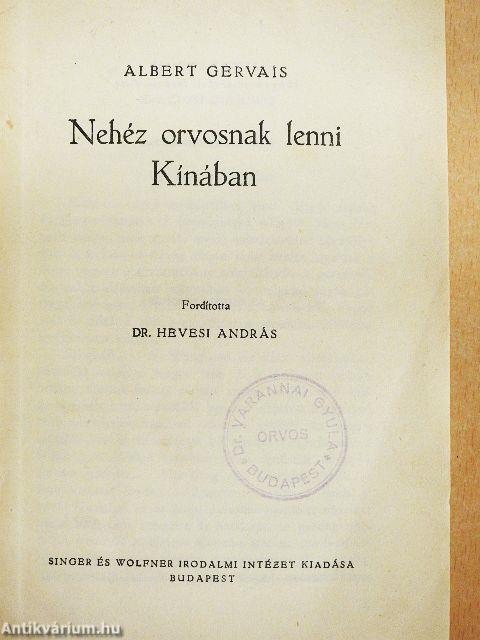 ALBERT GERVAIS
Nehéz orvosnak lenni
Kínában
Fordította
DR. HEVESI ANDRÁS
Dr. VARANNAI GYULA
ORVOS
* BUDAPEST *
SINGER ÉS WOLFNER IRODALMI INTÉZET KIADÁSA
BUDAPEST
Antikvárium.hu